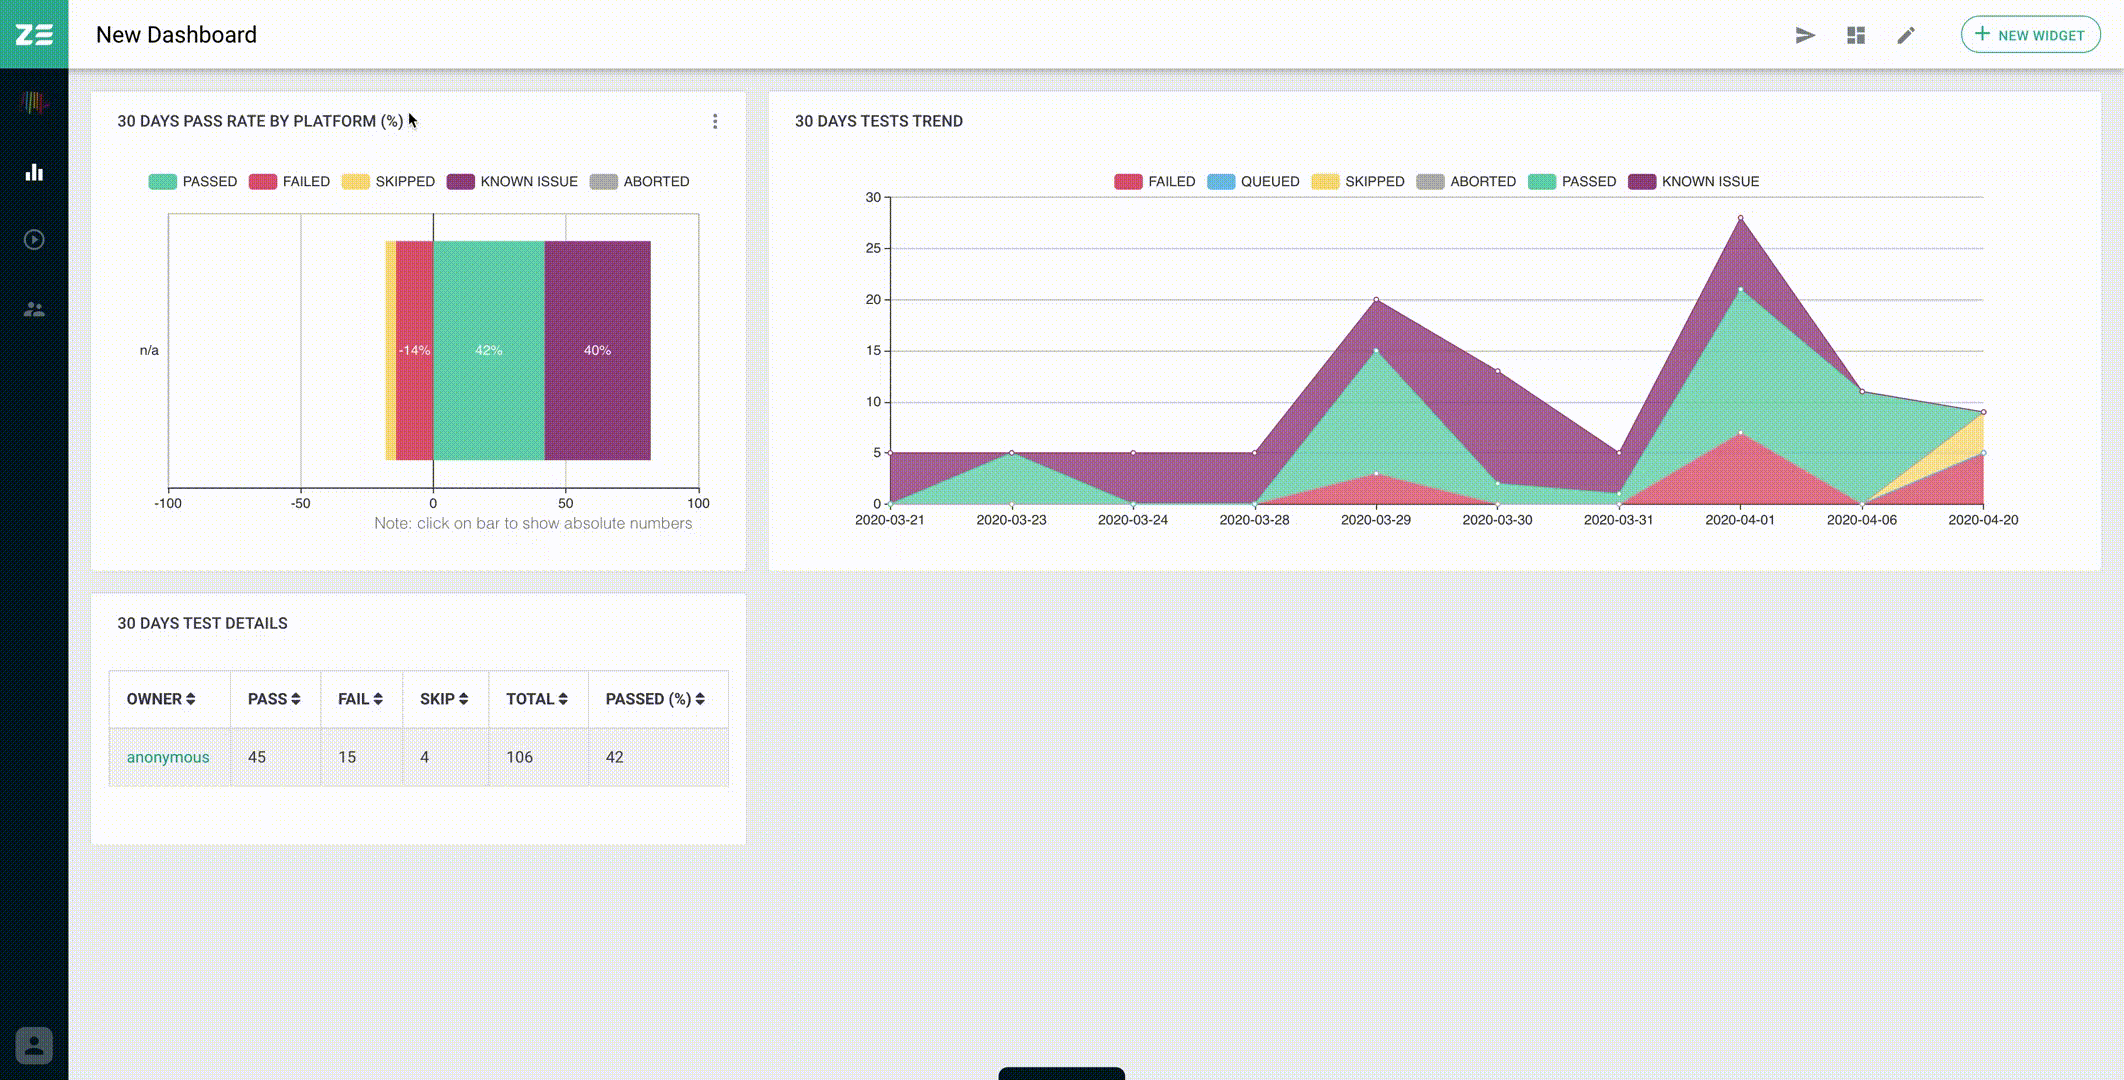 ZE
New Dashboard
NEW WIDGET
30 DAYS PASS RATE BY PLATFORM (%)
PASSED FAILED SKIPPED KNOWN ISSUE ABORTED
n/a
-14% 42% 40%
-100 -50 0 50 100
Note: click on bar to show absolute numbers
30 DAYS TESTS TREND
FAILED QUEUED SKIPPED ABORTED PASSED KNOWN ISSUE
30
25
20
15
10
5
0
2020-03-21 2020-03-23 2020-03-24 2020-03-28 2020-03-29 2020-03-30 2020-03-31 2020-04-01 2020-04-06 2020-04-20
30 DAYS TEST DETAILS
OWNER PASS FAIL SKIP TOTAL PASSED (%)
anonymous 45 15 4 106 42